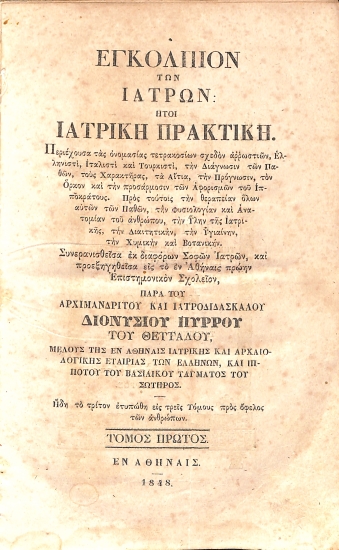 ΕΓΚΟΛΠΙΟΝ
ΤΩΝ
ΙΑΤΡΩΝ:
ΗΤΟΙ
ΙΑΤΡΙΚΗ ΠΡΑΚΤΙΚΗ.
Περιέχουσα τὰς ὀνομασίας τετρακοσίων σχεδὸν ἀῤῥωστιῶν, Ἑλ-
ληνιστὶ, Ἰταλιστὶ καὶ Τουρκιστὶ, τὴν Διάγνωσιν τῶν Πα-
θῶν, τοὺς Χαρακτῆρας, τὰ Αἴτια, τὴν Πρόγνωσιν, τὸν
Ὅρκον καὶ τὴν προσάρμοσιν τῶν Ἀφορισμῶν τοῦ Ἱπ-
ποκράτους. Πρὸς τούτοις τὴν θεραπείαν ὅλων
αὐτῶν τῶν Παθῶν, τὴν Φυσιολογίαν καὶ Ἀνα-
τομίαν τοῦ ἀνθρώπου, τὴν Ὕλην τῆς Ἰατρι-
κῆς, τὴν Διαιτητικὴν, τὴν Ὑγιαίνην,
τὴν Χυμικὴν καὶ Βοτανικήν.
Συνερανισθεῖσα ἐκ διαφόρων Σοφῶν Ἰατρῶν, καὶ
προεξηγηθεῖσα εἰς τὸ ἐν Ἀθήναις πρώην
Ἐπιστημονικὸν Σχολεῖον,
ΠΑΡΑ ΤΟΥ
ΑΡΧΙΜΑΝΔΡΙΤΟΥ ΚΑΙ ΙΑΤΡΟΔΙΔΑΣΚΑΛΟΥ
ΔΙΟΝΥΣΙΟΥ ΠΥΡΡΟΥ
ΤΟΥ ΘΕΤΤΑΛΟΥ,
ΜΕΛΟΥΣ ΤΗΣ ΕΝ ΑΘΗΝΑΙΣ ΙΑΤΡΙΚΗΣ ΚΑΙ ΑΡΧΑΙΟ-
ΛΟΓΙΚΗΣ ΕΤΑΙΡΙΑΣ ΤΩΝ ΕΛΛΗΝΩΝ, ΚΑΙ ΙΠ-
ΠΟΤΟΥ ΤΟΥ ΒΑΣΙΛΙΚΟΥ ΤΑΓΜΑΤΟΣ ΤΟΥ
ΣΩΤΗΡΟΣ.
Ἤδη τὸ τρίτον ἐτυπώθη εἰς τρεῖς Τόμους πρὸς ὄφελος
τῶν ἀνθρώπων.
ΤΟΜΟΣ ΠΡΩΤΟΣ.
ΕΝ ΑΘΗΝΑΙΣ.
1848.